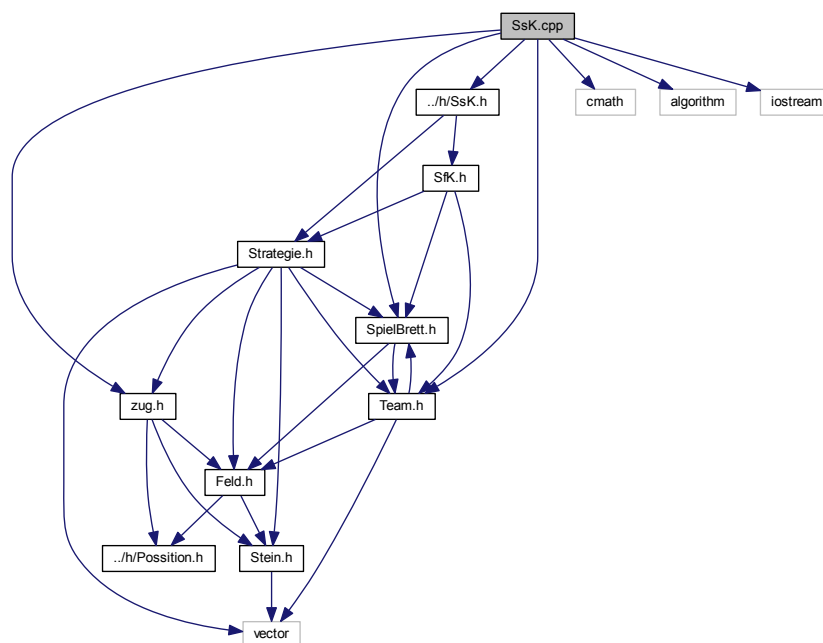 SsK.cpp
../h/SsK.h
cmath
algorithm
iostream
SfK.h
Strategie.h
SpielBrett.h
zug.h
Team.h
Feld.h
../h/Possition.h
Stein.h
vector